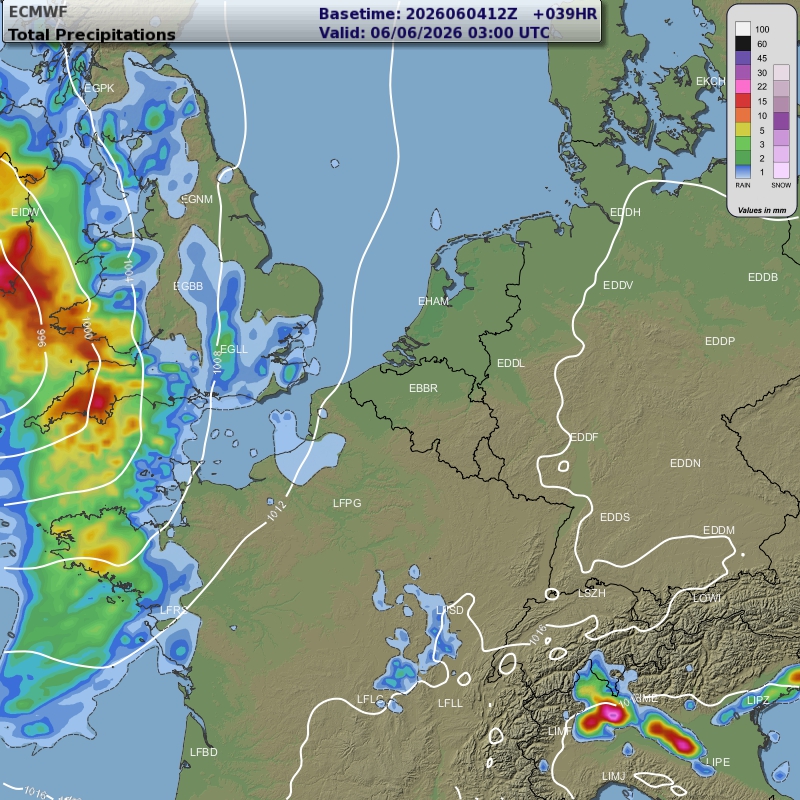 ECMWF
Basetime: 2026060412Z +039HR
Total Precipitations
Valid: 06/06/2026 03:00 UTC
100
60
45
30
22
15
10
5
3
2
1
RAIN
SNOW
Values in mm
EGPK
EKCH
EGNM
EIDW
EDDH
EDDB
EGBB
EDDV
1004
EHAM
1000
996
EDDP
EGLL
1008
EDDL
EBBR
EDDF
EDDN
LFPG
1012
EDDS
EDDM
LSZH
LOWI
LFRS
LFSD
1016
LFLC
LFLL
LIPZ
LIMF
LFBD
LIPE
LIMJ
1016